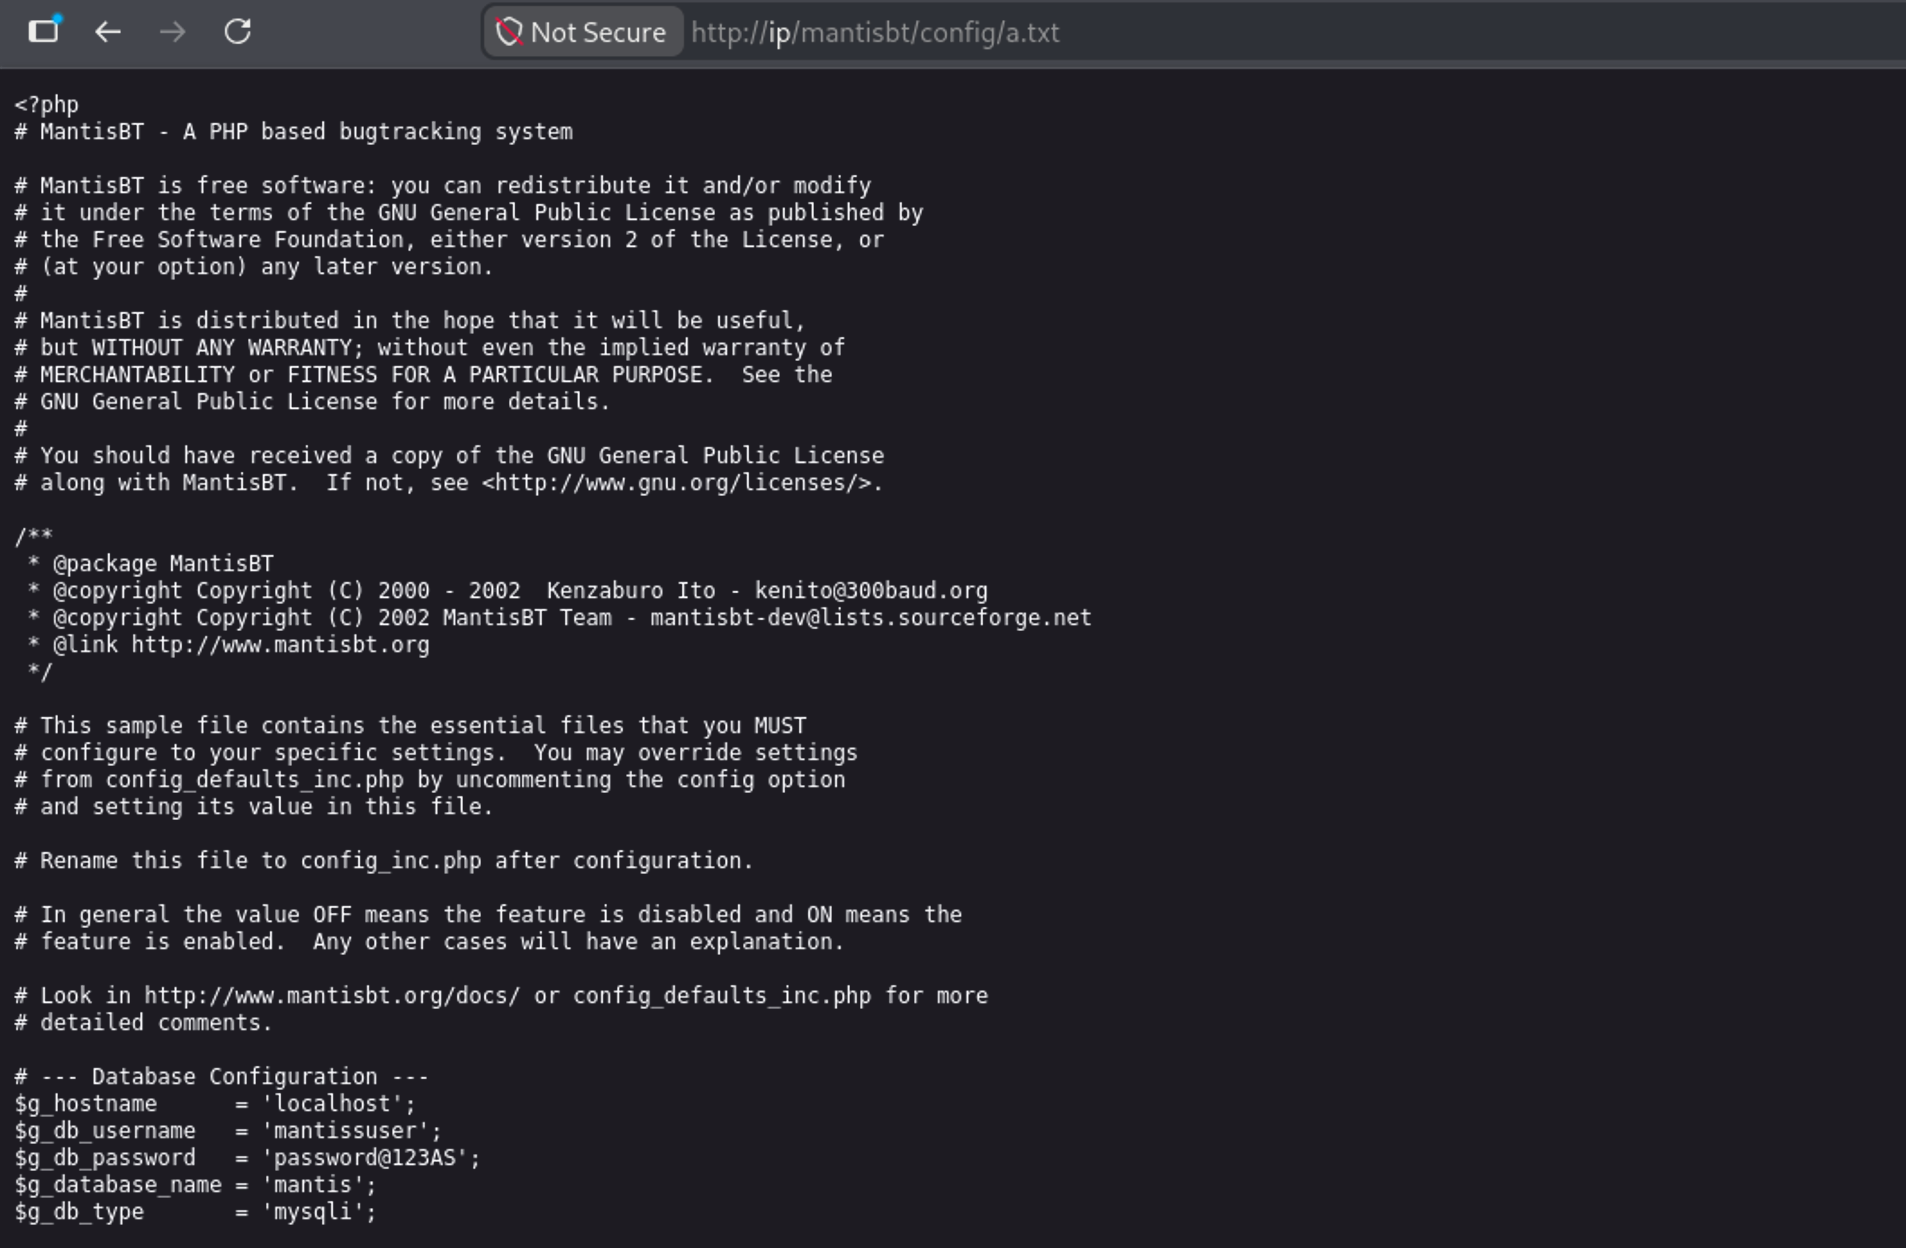 Not Secure http://ip/mantisbt/config/a.txt
<?php
# MantisBT - A PHP based bugtracking system
# MantisBT is free software: you can redistribute it and/or modify
# it under the terms of the GNU General Public License as published by
# the Free Software Foundation, either version 2 of the License, or
# (at your option) any later version.
#
# MantisBT is distributed in the hope that it will be useful,
# but WITHOUT ANY WARRANTY; without even the implied warranty of
# MERCHANTABILITY or FITNESS FOR A PARTICULAR PURPOSE.  See the
# GNU General Public License for more details.
#
# You should have received a copy of the GNU General Public License
# along with MantisBT.  If not, see <http://www.gnu.org/licenses/>.
/**
 * @package MantisBT
 * @copyright Copyright (C) 2000 - 2002  Kenzaburo Ito - kenito@300baud.org
 * @copyright Copyright (C) 2002 MantisBT Team - mantisbt-dev@lists.sourceforge.net
 * @link http://www.mantisbt.org
 */
# This sample file contains the essential files that you MUST
# configure to your specific settings.  You may override settings
# from config_defaults_inc.php by uncommenting the config option
# and setting its value in this file.
# Rename this file to config_inc.php after configuration.
# In general the value OFF means the feature is disabled and ON means the
# feature is enabled.  Any other cases will have an explanation.
# Look in http://www.mantisbt.org/docs/ or config_defaults_inc.php for more
# detailed comments.
# --- Database Configuration ---
$g_hostname      = 'localhost';
$g_db_username   = 'mantissuser';
$g_db_password   = 'password@123AS';
$g_database_name = 'mantis';
$g_db_type       = 'mysqli';